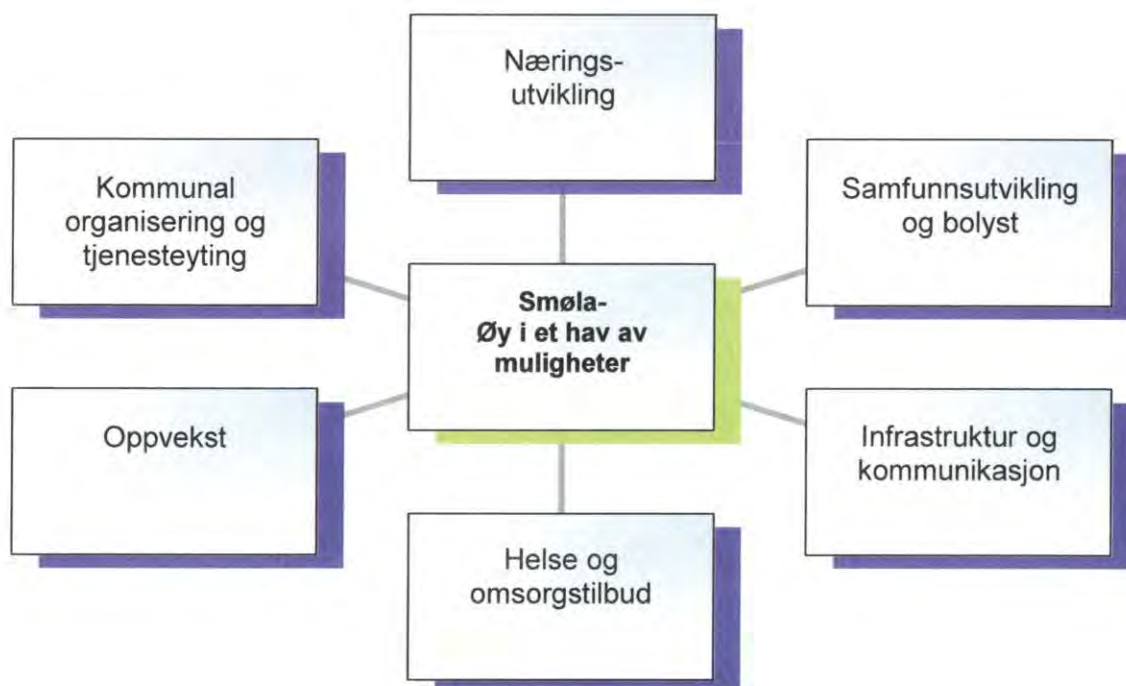 Nærings-
utvikling
Kommunal
organisering og
tjenesteyting
Samfunnsutvikling
og bolyst
Smøla-
Øy i et hav av
muligheter
Oppvekst
Infrastruktur og
kommunikasjon
Helse og
omsorgstilbud